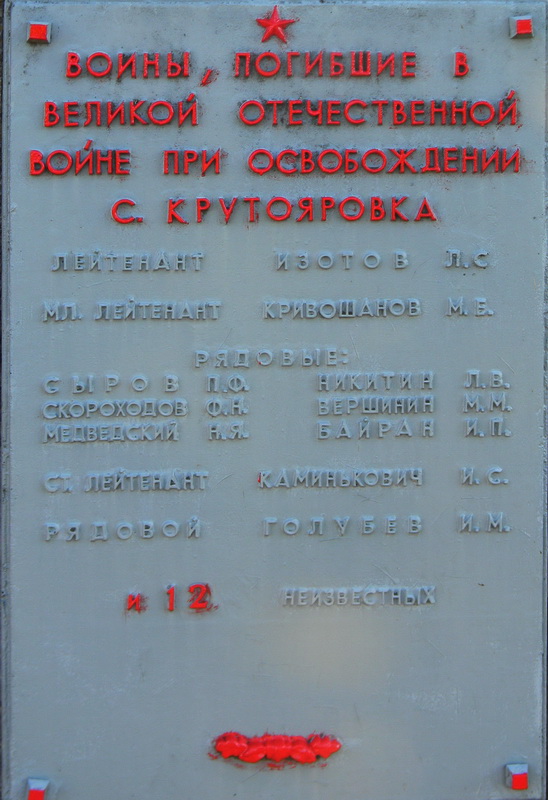 ВОИНЫ, ПОГИБШИЕ В
ВЕЛИКОЙ ОТЕЧЕСТВЕННОЙ
ВОЙНЕ ПРИ ОСВОБОЖДЕНИИ
С. КРУТОЯРОВКА
ЛЕЙТЕНАНТ ИЗОТОВ Л.С
МЛ. ЛЕЙТЕНАНТ КРИВОШАНОВ М.Б.
РЯДОВЫЕ:
СЫРОВ П.Ф. НИКИТИН Л.В.
СКОРОХОДОВ Ф.Н. ВЕРШИНИН М.М.
МЕДВЕДСКИЙ Н.Я. БАЙРАН И.П.
СТ. ЛЕЙТЕНАНТ КАМИНЬКОВИЧ И.С.
РЯДОВОЙ ГОЛУБЕВ И.М.
и 12 НЕИЗВЕСТНЫХ